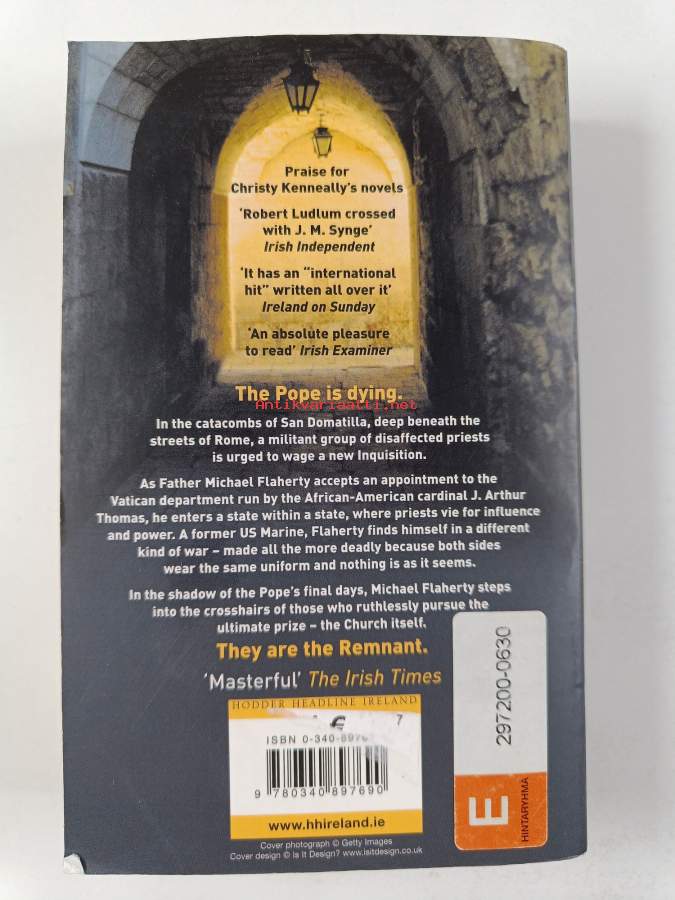 Praise for
Christy Kenneally's novels
'Robert Ludlum crossed
with J. M. Synge'
Irish Independent
'It has an "international
hit" written all over it'
Ireland on Sunday
'An absolute pleasure
to read' Irish Examiner
The Pope is dying.
Antikvariaatti.net
In the catacombs of San Domatilla, deep beneath the
streets of Rome, a militant group of disaffected priests
is urged to wage a new Inquisition.
As Father Michael Flaherty accepts an appointment to the
Vatican department run by the African-American cardinal J. Arthur
Thomas, he enters a state within a state, where priests vie for influence
and power. A former US Marine, Flaherty finds himself in a different
kind of war – made all the more deadly because both sides
wear the same uniform and nothing is as it seems.
In the shadow of the Pope's final days, Michael Flaherty steps
into the crosshairs of those who ruthlessly pursue the
ultimate prize – the Church itself.
They are the Remnant.
'Masterful' The Irish Times
HODDER HEADLINE IRELAND
€ 7
ISBN 0-340-8976
9 780340 897690
www.hhireland.ie
Cover photograph © Getty Images
Cover design © Is It Design? www.isitdesign.co.uk
297200-0630
E
HINTARYHMA